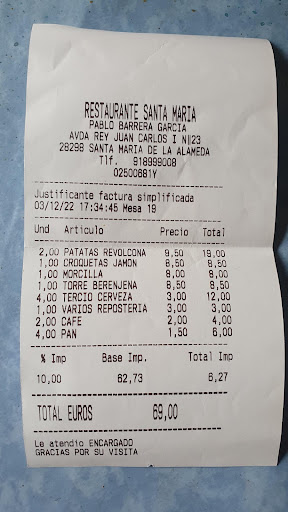 RESTAURANTE SANTA MARIA
PABLO BARRERA GARCIA
AVDA REY JUAN CARLOS I Nº23
28298 SANTA MARIA DE LA ALAMEDA
Tlf. 918999008
02500881Y
Justificante factura simplificada
03/12/22 17:34:45 Mesa 19
Und Articulo Precio Total
2,00 PATATAS REVOLCONA 9,50 19,00
1,00 CROQUETAS JAMON 8,50 8,50
1,00 MORCILLA 8,00 8,00
1,00 TORRE BERENJENA 8,50 8,50
4,00 TERCIO CERVEZA 3,00 12,00
1,00 VARIOS REPOSTERIA 3,00 3,00
2,00 CAFE 2,00 4,00
4,00 PAN 1,50 6,00
% Imp Base Imp. Total Imp
10,00 62,73 6,27
TOTAL EUROS 69,00
Le atendio ENCARGADO
GRACIAS POR SU VISITA